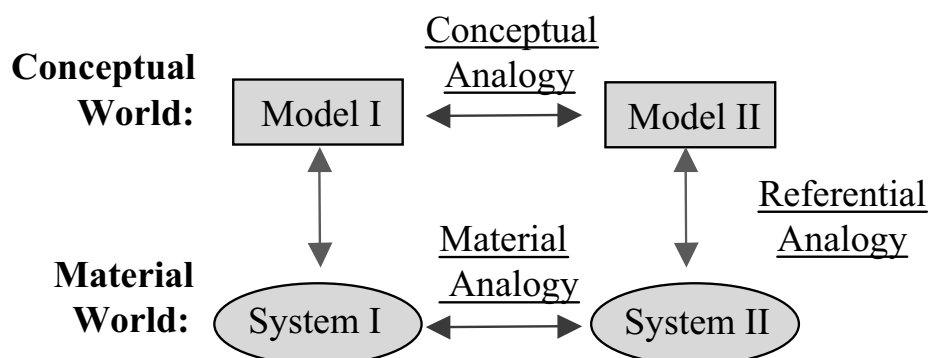 Conceptual
Analogy
Conceptual
World:
Model I
Model II
Referential
Analogy
Material
Analogy
Material
World:
System I
System II